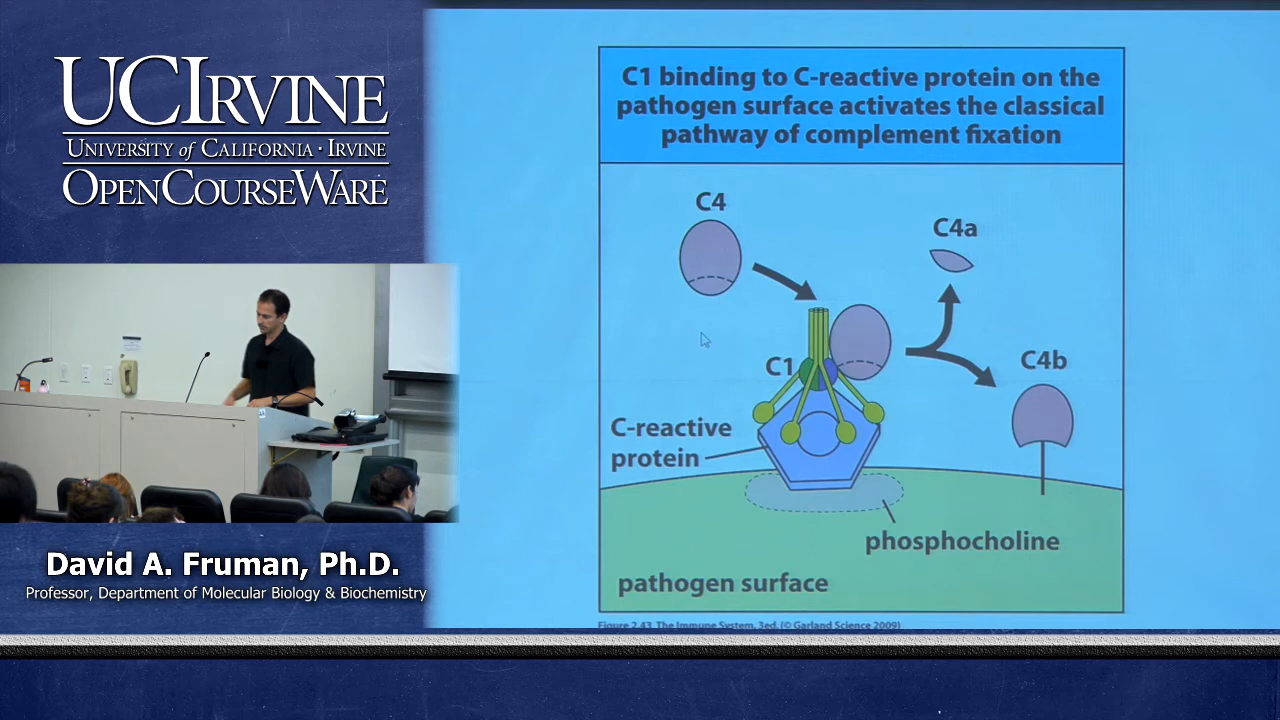 UCIRVINE
UNIVERSITY of CALIFORNIA · IRVINE
OPENCOURSEWARE
David A. Fruman, Ph.D.
Professor, Department of Molecular Biology & Biochemistry
C1 binding to C-reactive protein on the
pathogen surface activates the classical
pathway of complement fixation
C4
C4a
C1
C4b
C-reactive
protein
phosphocholine
pathogen surface
Figure 2.43 The Immune System, 3ed. (© Garland Science 2009)